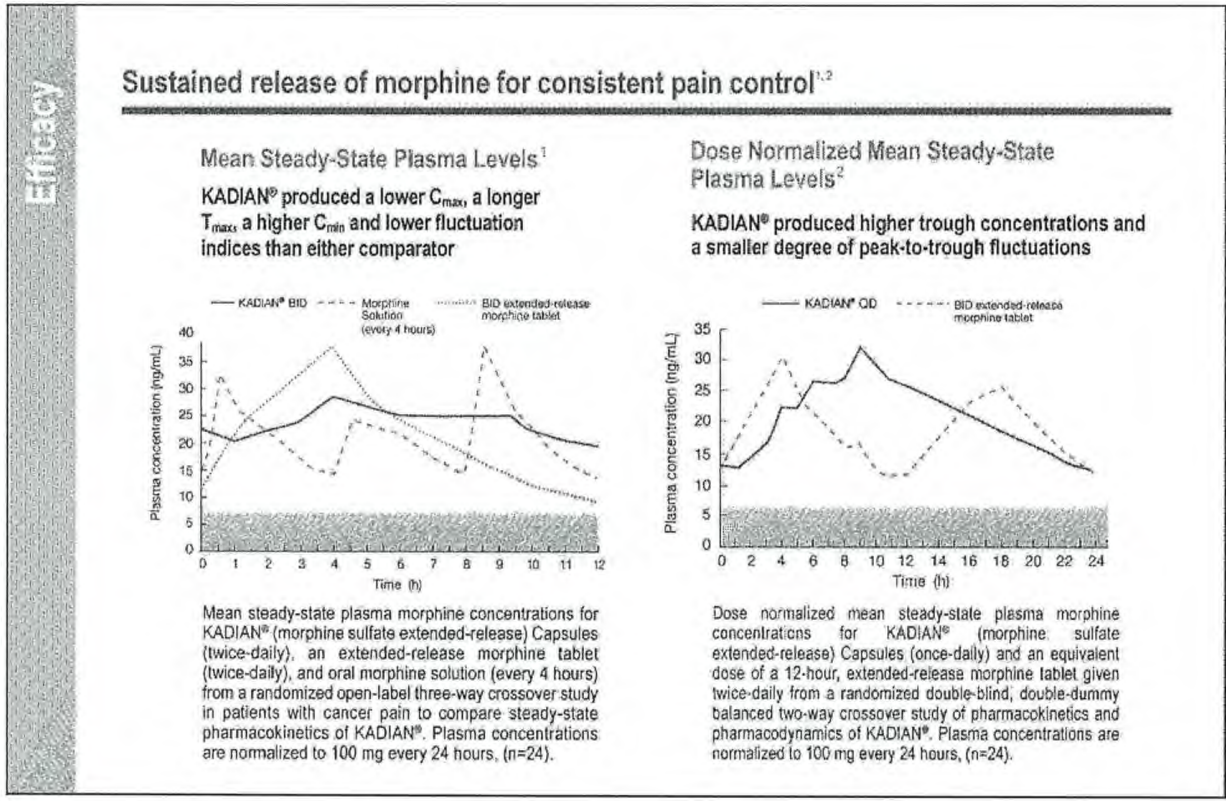 Efficacy
Sustained release of morphine for consistent pain control1,2
Mean Steady-State Plasma Levels1
KADIAN® produced a lower Cmax, a longer
Tmax, a higher Cmin and lower fluctuation
indices than either comparator
KADIAN® BID
Morphine
Solution
(every 4 hours)
BID extended-release
morphine tablet
Plasma concentration (ng/mL)
40
35
30
25
20
15
10
5
0
0 1 2 3 4 5 6 7 8 9 10 11 12
Time (h)
Mean steady-state plasma morphine concentrations for
KADIAN® (morphine sulfate extended-release) Capsules
(twice-daily), an extended-release morphine tablet
(twice-daily), and oral morphine solution (every 4 hours)
from a randomized open-label three-way crossover study
in patients with cancer pain to compare steady-state
pharmacokinetics of KADIAN®. Plasma concentrations
are normalized to 100 mg every 24 hours, (n=24).
Dose Normalized Mean Steady-State
Plasma Levels2
KADIAN® produced higher trough concentrations and
a smaller degree of peak-to-trough fluctuations
KADIAN® QD
BID extended-release
morphine tablet
Plasma concentration (ng/mL)
35
30
25
20
15
10
5
0
0 2 4 6 8 10 12 14 16 18 20 22 24
Time (h)
Dose normalized mean steady-state plasma morphine
concentrations for KADIAN® (morphine sulfate
extended-release) Capsules (once-daily) and an equivalent
dose of a 12-hour, extended-release morphine tablet given
twice-daily from a randomized double-blind, double-dummy
balanced two-way crossover study of pharmacokinetics and
pharmacodynamics of KADIAN®. Plasma concentrations are
normalized to 100 mg every 24 hours, (n=24).